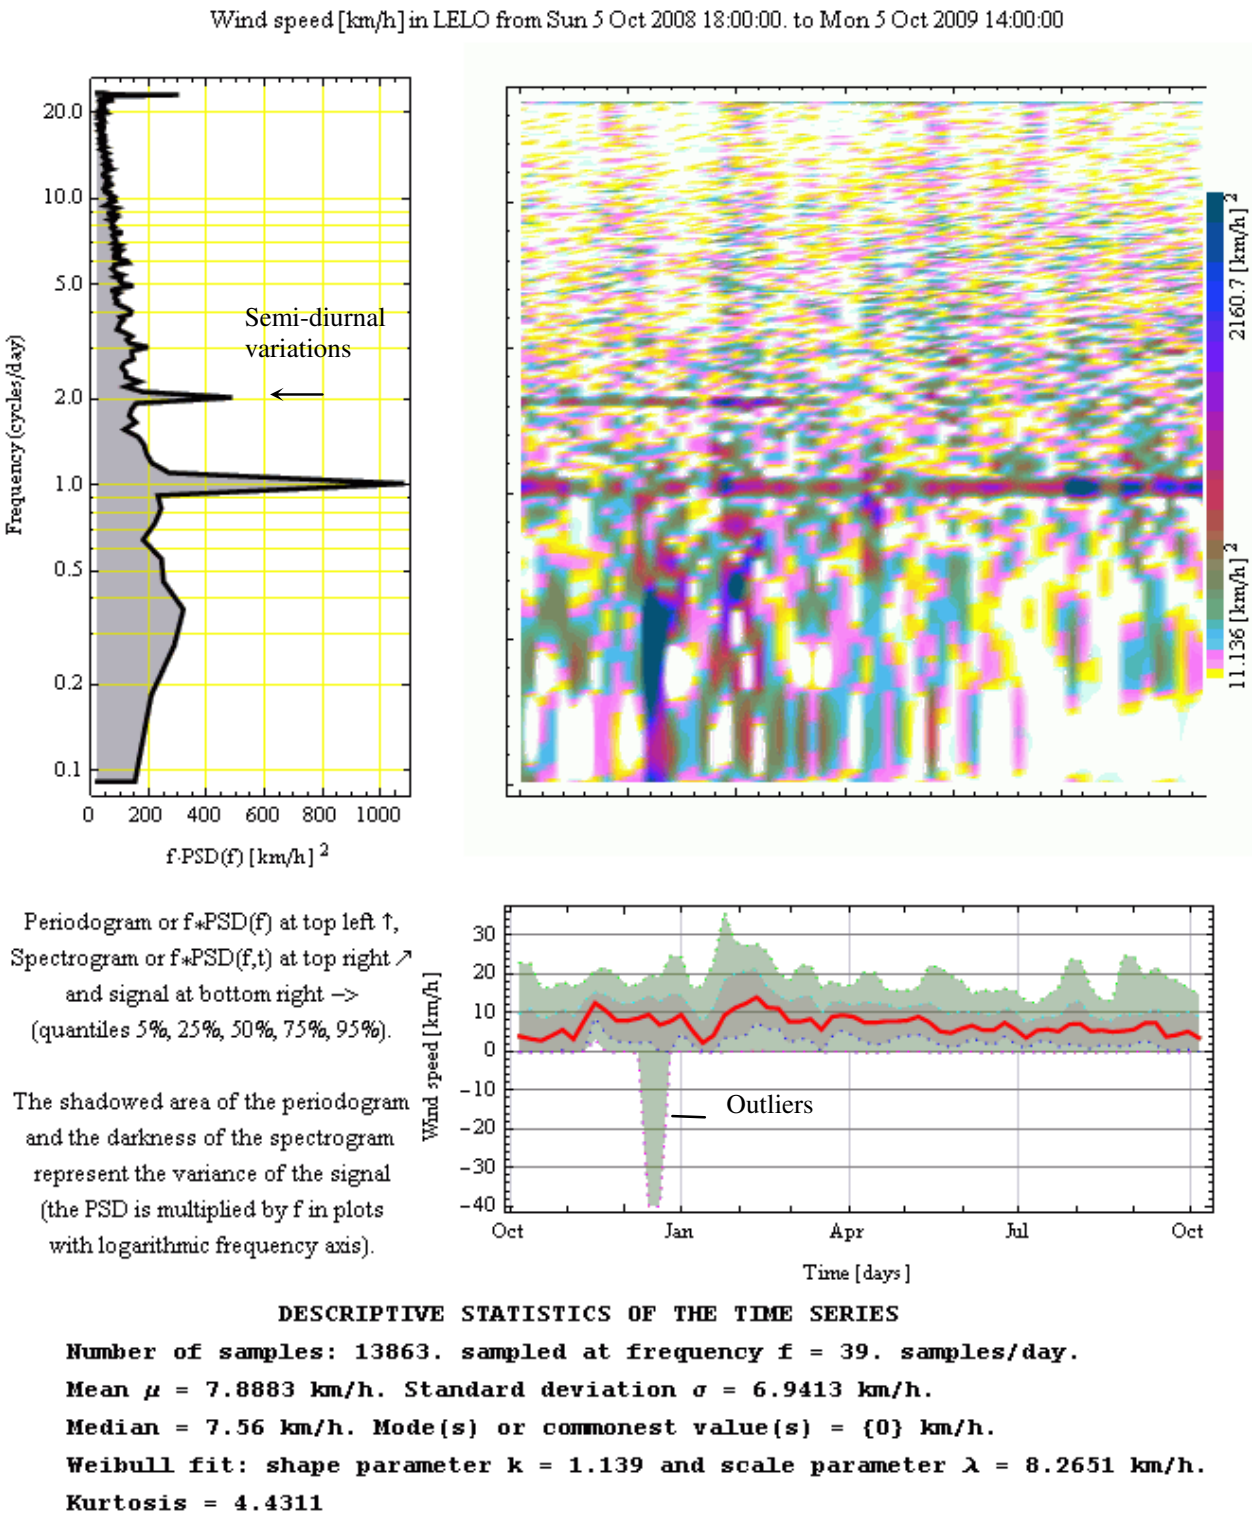 Wind speed [km/h] in LELO from Sun 5 Oct 2008 18:00:00. to Mon 5 Oct 2009 14:00:00
Frequency (cycles/day)
20.0
10.0
5.0
2.0
1.0
0.5
0.2
0.1
Semi-diurnal
variations
0 200 400 600 800 1000
f·PSD(f) [km/h] 2
2160.7 [km/h] 2
11.136 [km/h] 2
Periodogram or f*PSD(f) at top left ↑,
Spectrogram or f*PSD(f,t) at top right ↗
and signal at bottom right —>
(quantiles 5%, 25%, 50%, 75%, 95%).
The shadowed area of the periodogram
and the darkness of the spectrogram
represent the variance of the signal
(the PSD is multiplied by f in plots
with logarithmic frequency axis).
Wind speed [km/h]
30
20
10
0
−10
−20
−30
−40
Outliers
Oct Jan Apr Jul Oct
Time [days]
DESCRIPTIVE STATISTICS OF THE TIME SERIES
Number of samples: 13863. sampled at frequency f = 39. samples/day.
Mean μ = 7.8883 km/h. Standard deviation σ = 6.9413 km/h.
Median = 7.56 km/h. Mode(s) or commonest value(s) = {0} km/h.
Weibull fit: shape parameter k = 1.139 and scale parameter λ = 8.2651 km/h.
Kurtosis = 4.4311